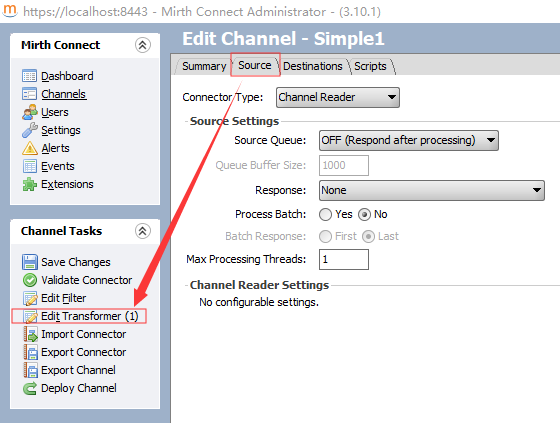 https://localhost:8443 - Mirth Connect Administrator - (3.10.1)
Mirth Connect
Dashboard
Channels
Users
Settings
Alerts
Events
Extensions
Channel Tasks
Save Changes
Validate Connector
Edit Filter
Edit Transformer (1)
Import Connector
Export Connector
Export Channel
Deploy Channel
Edit Channel - Simple1
Summary Source Destinations Scripts
Connector Type: Channel Reader
Source Settings
Source Queue: OFF (Respond after processing)
Queue Buffer Size: 1000
Response: None
Process Batch: Yes No
Batch Response: First Last
Max Processing Threads: 1
Channel Reader Settings
No configurable settings.